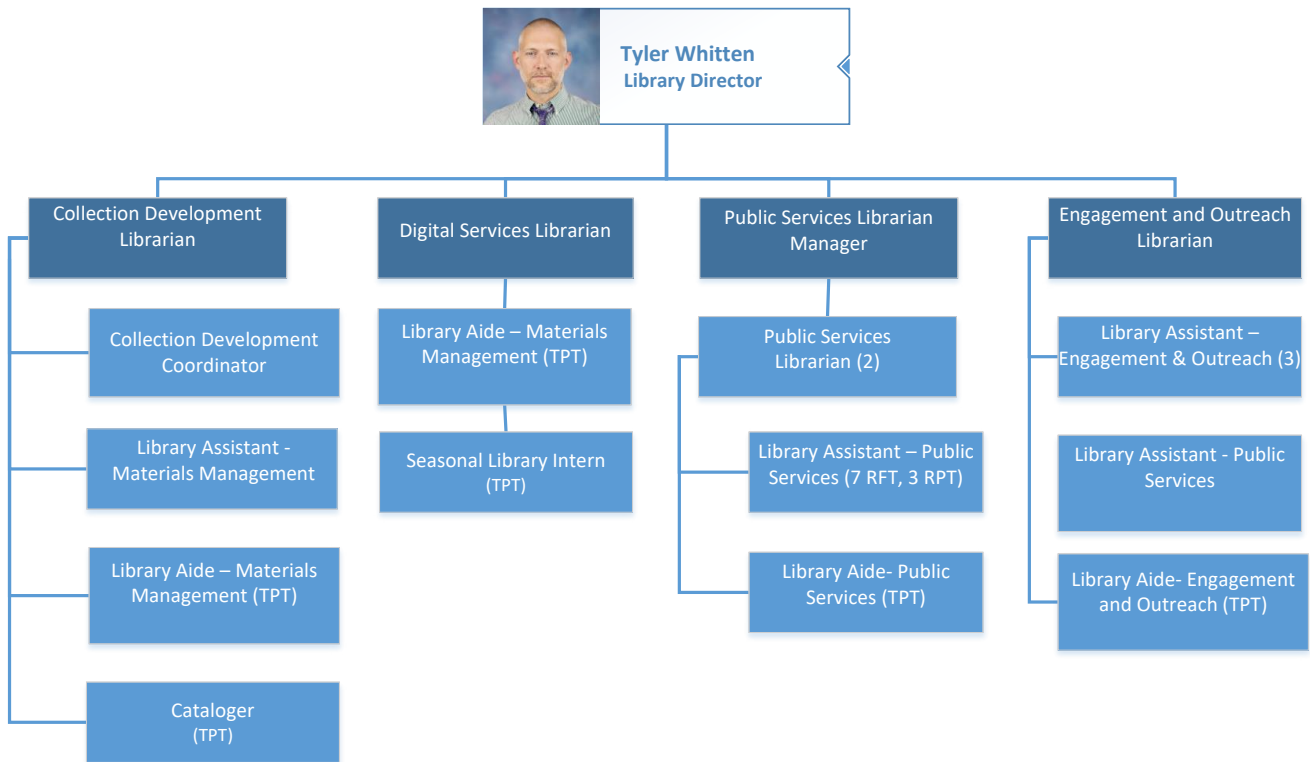 Tyler Whitten
Library Director
Collection Development
Librarian
Digital Services Librarian
Public Services Librarian
Manager
Engagement and Outreach
Librarian
Collection Development
Coordinator
Library Assistant -
Materials Management
Library Aide – Materials
Management (TPT)
Cataloger
(TPT)
Library Aide – Materials
Management (TPT)
Seasonal Library Intern
(TPT)
Public Services
Librarian (2)
Library Assistant – Public
Services (7 RFT, 3 RPT)
Library Aide- Public
Services (TPT)
Library Assistant –
Engagement & Outreach (3)
Library Assistant - Public
Services
Library Aide- Engagement
and Outreach (TPT)